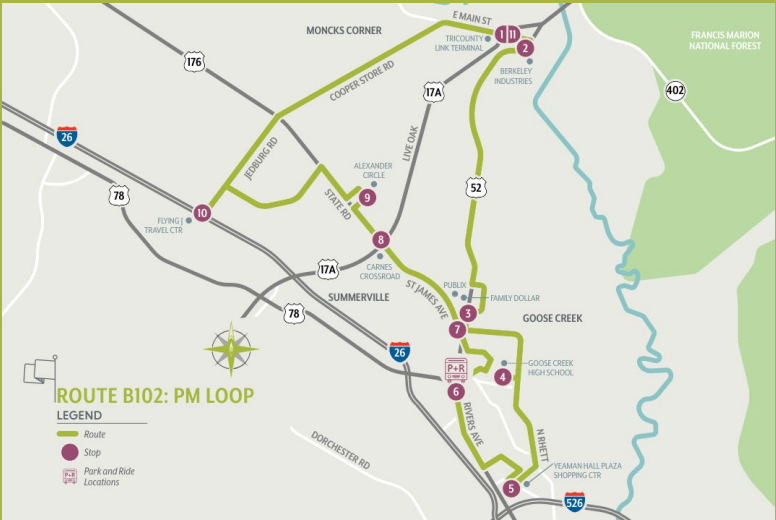 E MAIN ST
MONCKS CORNER
TRICOUNTY
LINK TERMINAL
1 11
2
BERKELEY
INDUSTRIES
FRANCIS MARION
NATIONAL FOREST
176
COOPER STORE RD
17A
402
26
JEDBURG RD
LIVE OAK
ALEXANDER
CIRCLE
9
52
78
STATE RD
10
FLYING J
TRAVEL CTR
8
CARNES
CROSSROAD
17A
SUMMERVILLE
ST JAMES AVE
PUBLIX
FAMILY DOLLAR
78
3
GOOSE CREEK
7
26
P+R
GOOSE CREEK
HIGH SCHOOL
4
6
ROUTE B102: PM LOOP
LEGEND
Route
Stop
P+R
Park and Ride
Locations
RIVERS AVE
N RHETT
DORCHESTER RD
YEAMAN HALL PLAZA
SHOPPING CTR
5
526